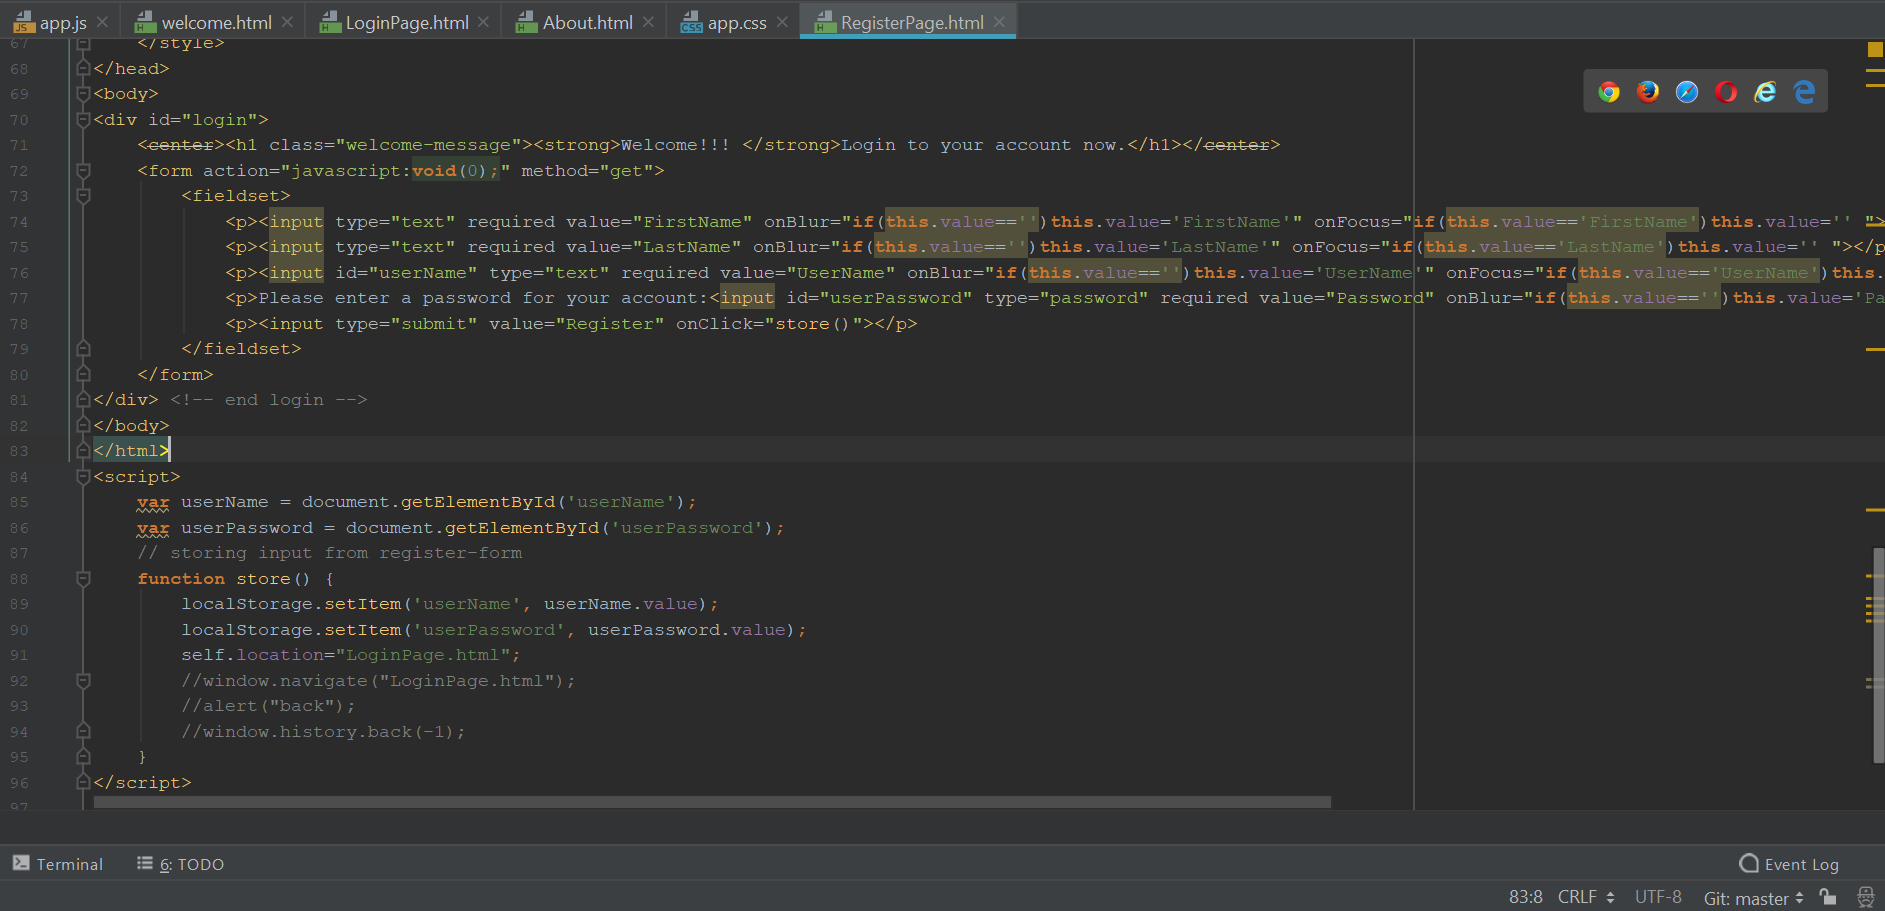 app.js welcome.html LoginPage.html About.html app.css RegisterPage.html
67 </style>
68 </head>
69 <body>
70 <div id="login">
71 <center><h1 class="welcome-message"><strong>Welcome!!! </strong>Login to your account now.</h1></center>
72 <form action="javascript:void(0);" method="get">
73 <fieldset>
74 <p><input type="text" required value="FirstName" onBlur="if(this.value=='')this.value='FirstName'" onFocus="if(this.value=='FirstName')this.value='' ">
75 <p><input type="text" required value="LastName" onBlur="if(this.value=='')this.value='LastName'" onFocus="if(this.value=='LastName')this.value='' "></p
76 <p><input id="userName" type="text" required value="UserName" onBlur="if(this.value=='')this.value='UserName'" onFocus="if(this.value=='UserName')this.
77 <p>Please enter a password for your account:<input id="userPassword" type="password" required value="Password" onBlur="if(this.value=='')this.value='Pa
78 <p><input type="submit" value="Register" onClick="store()"></p>
79 </fieldset>
80 </form>
81 </div> <!-- end login -->
82 </body>
83 </html>
84 <script>
85 var userName = document.getElementById('userName');
86 var userPassword = document.getElementById('userPassword');
87 // storing input from register-form
88 function store() {
89 localStorage.setItem('userName', userName.value);
90 localStorage.setItem('userPassword', userPassword.value);
91 self.location="LoginPage.html";
92 //window.navigate("LoginPage.html");
93 //alert("back");
94 //window.history.back(-1);
95 }
96 </script>
97
Terminal 6: TODO Event Log
83:8 CRLF UTF-8 Git: master